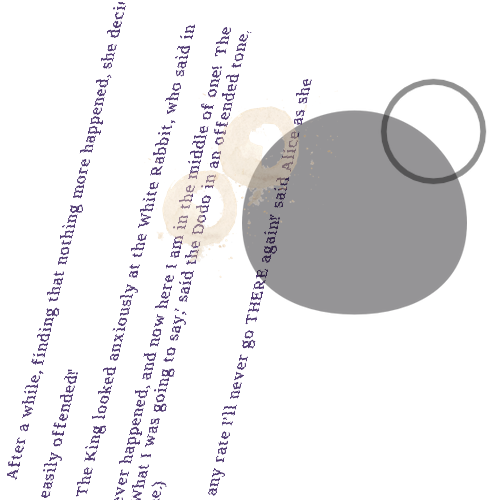 After a while, finding that nothing more happened, she
easily offended!'
The King looked anxiously at the White Rabbit, who said in
ever happened, and now here I am in the middle of one! The
what I was going to say,' said the Dodo in an offended tone,
any rate I'll never go THERE again!' said Alice as she